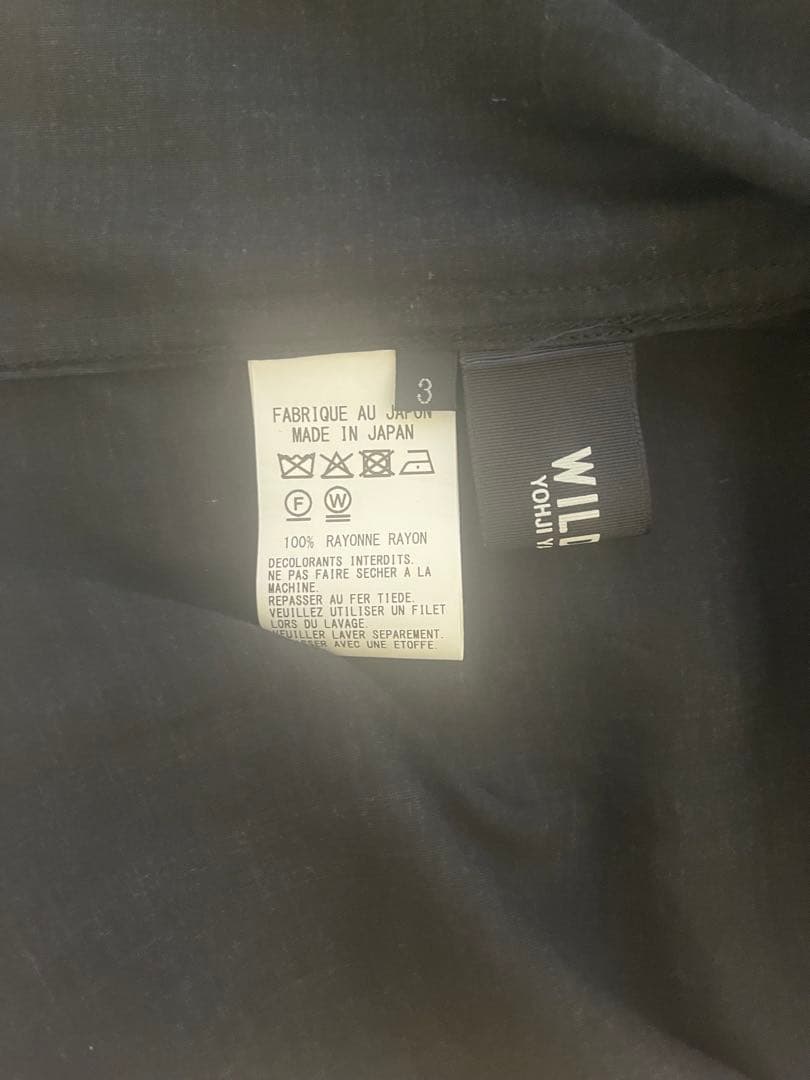 3
FABRIQUE AU JAPON
MADE IN JAPAN
F W
100% RAYONNE RAYON
DECOLORANTS INTERDITS.
NE PAS FAIRE SECHER A LA
MACHINE.
REPASSER AU FER TIEDE.
VEUILLEZ UTILISER UN FILET
LORS DU LAVAGE.
VEUILLER LAVER SEPAREMENT.
AVEC UNE ETOFFE.
WILD
YOHJI